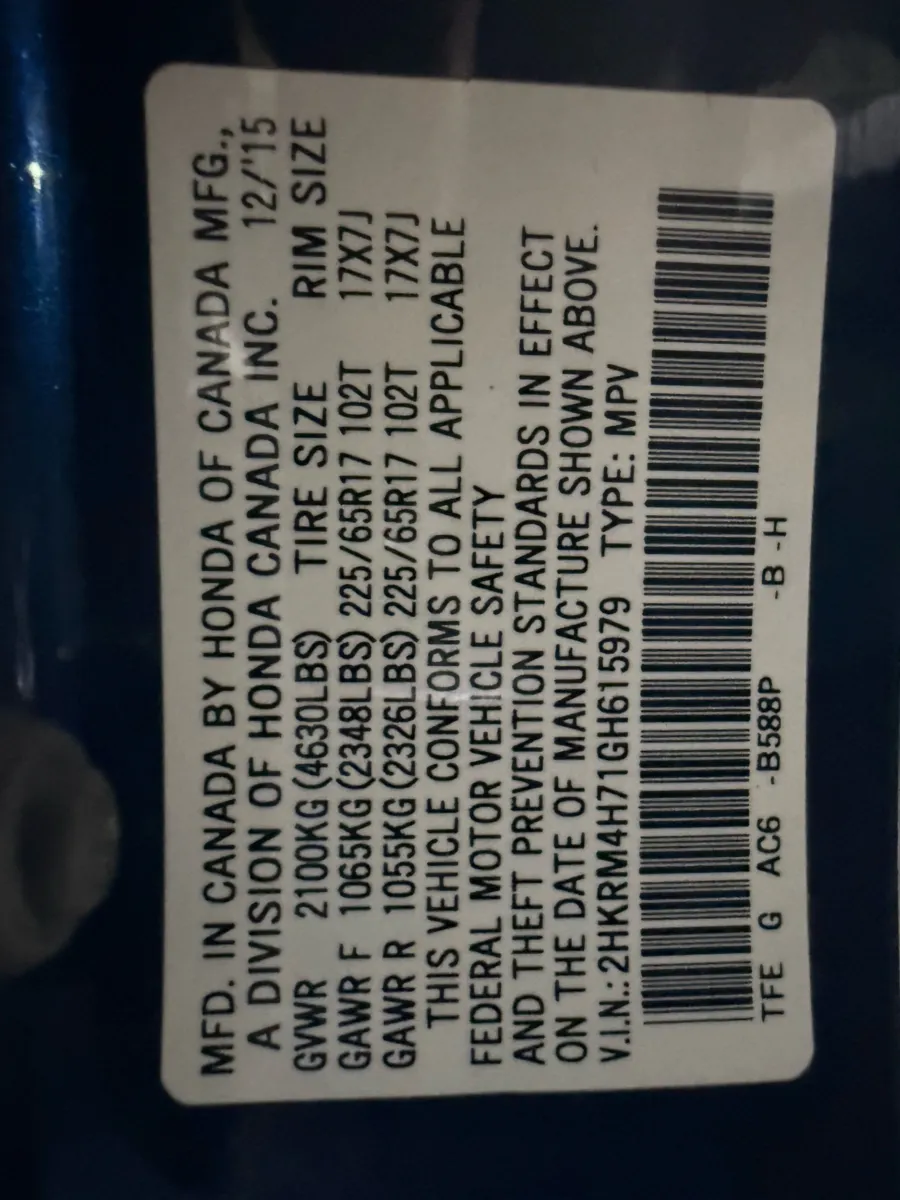 MFD. IN CANADA BY HONDA OF CANADA MFG.,
A DIVISION OF HONDA CANADA INC. 12/'15
GVWR 2100KG (4630LBS) TIRE SIZE RIM SIZE
GAWR F 1065KG (2348LBS) 225/65R17 102T 17X7J
GAWR R 1055KG (2326LBS) 225/65R17 102T 17X7J
THIS VEHICLE CONFORMS TO ALL APPLICABLE
FEDERAL MOTOR VEHICLE SAFETY
AND THEFT PREVENTION STANDARDS IN EFFECT
ON THE DATE OF MANUFACTURE SHOWN ABOVE.
V.I.N.:2HKRM4H71GH615979 TYPE: MPV
TFE G AC6 -B588P -B -H